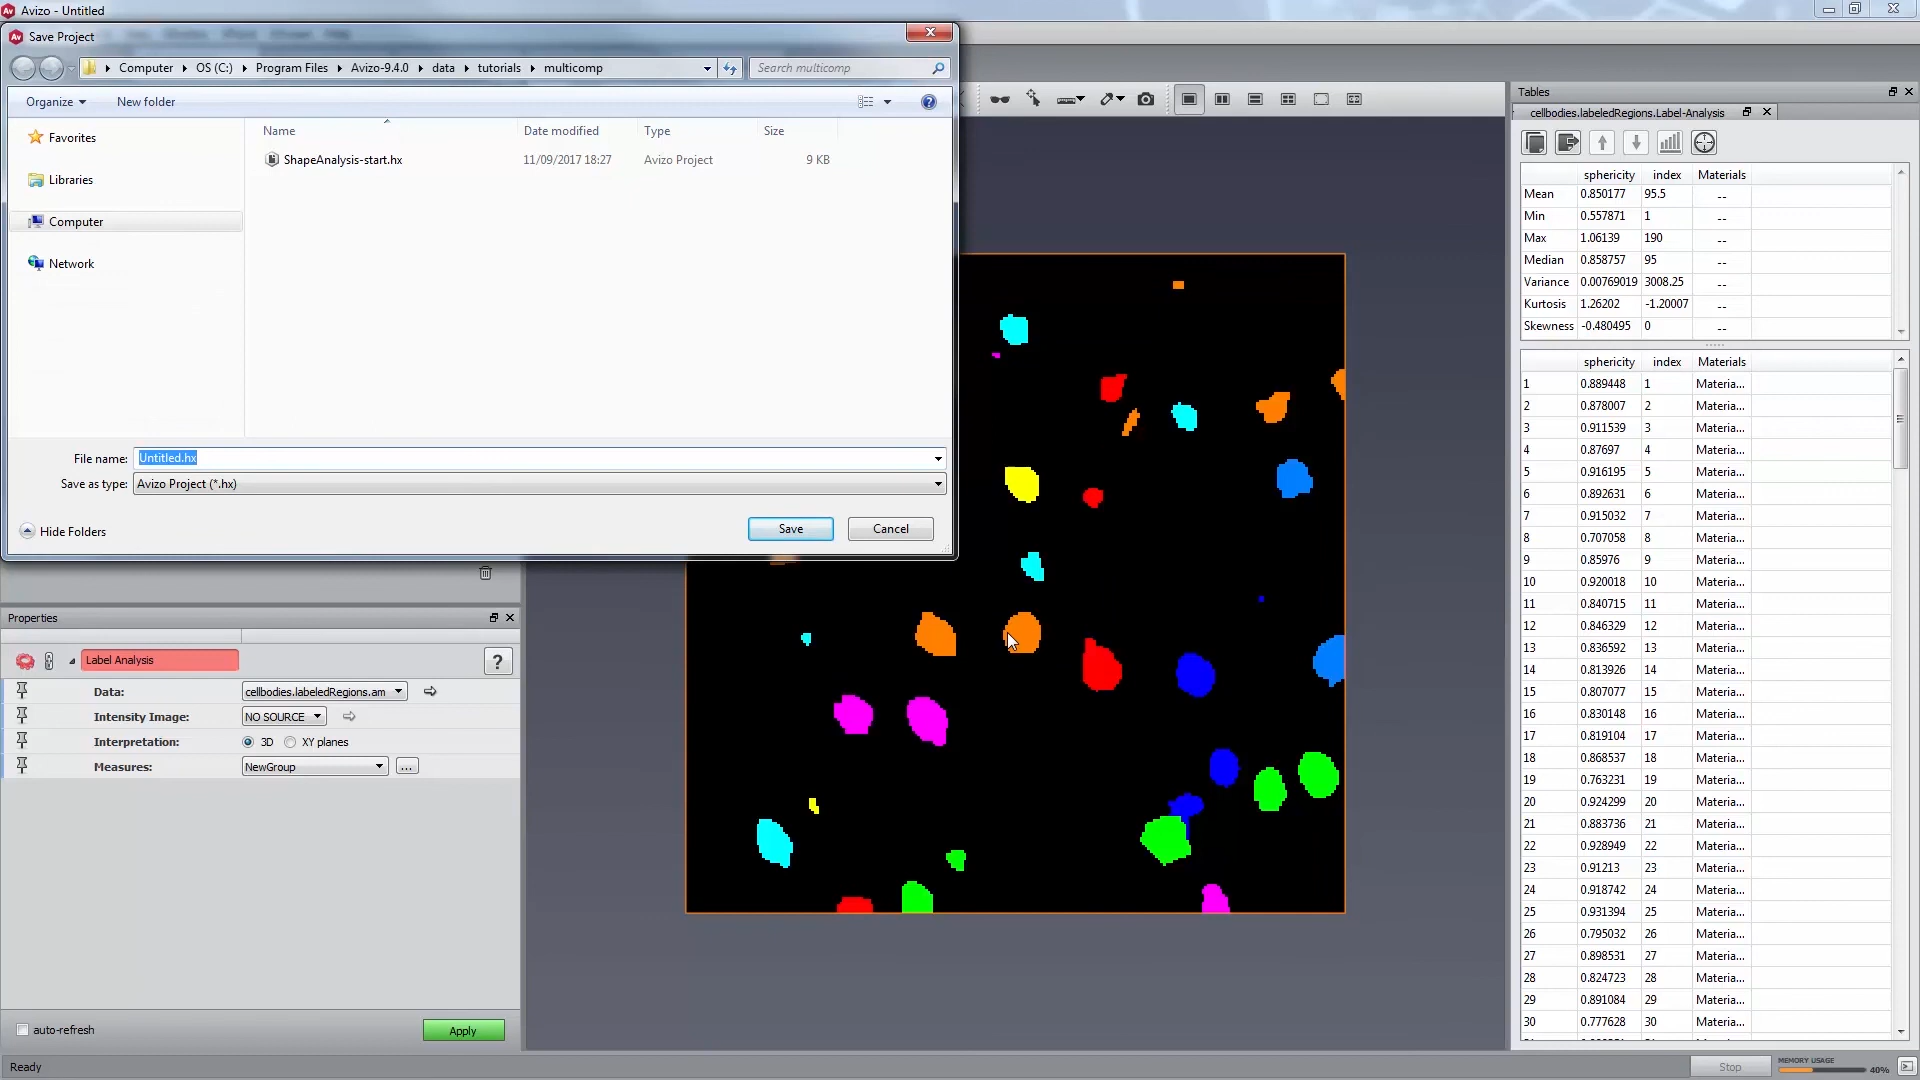 Avizo - Untitled
Save Project
Computer OS (C:) Program Files Avizo-9.4.0 data tutorials multicomp
Search multicomp
Organize New folder
Favorites
Libraries
Computer
Network
Name Date modified Type Size
ShapeAnalysis-start.hx 11/09/2017 18:27 Avizo Project 9 KB
File name: Untitled.hx
Save as type: Avizo Project (*.hx)
Hide Folders Save Cancel
Properties
Label Analysis ?
Data: cellbodies.labeledRegions.am
Intensity Image: NO SOURCE
Interpretation: 3D XY planes
Measures: NewGroup ...
auto-refresh Apply
Tables
cellbodies.labeledRegions.Label-Analysis
sphericity index Materials
Mean 0.850177 95.5 --
Min 0.557871 1 --
Max 1.06139 190 --
Median 0.858757 95 --
Variance 0.00769019 3008.25 --
Kurtosis 1.26202 -1.20007 --
Skewness -0.480495 0 --
sphericity index Materials
1 0.889448 1 Materia...
2 0.878007 2 Materia...
3 0.911539 3 Materia...
4 0.87697 4 Materia...
5 0.916195 5 Materia...
6 0.892631 6 Materia...
7 0.915032 7 Materia...
8 0.707058 8 Materia...
9 0.85976 9 Materia...
10 0.920018 10 Materia...
11 0.840715 11 Materia...
12 0.846329 12 Materia...
13 0.836592 13 Materia...
14 0.813926 14 Materia...
15 0.807077 15 Materia...
16 0.830148 16 Materia...
17 0.819104 17 Materia...
18 0.868537 18 Materia...
19 0.763231 19 Materia...
20 0.924299 20 Materia...
21 0.883736 21 Materia...
22 0.928949 22 Materia...
23 0.91213 23 Materia...
24 0.918742 24 Materia...
25 0.931394 25 Materia...
26 0.795032 26 Materia...
27 0.898531 27 Materia...
28 0.824723 28 Materia...
29 0.891084 29 Materia...
30 0.777628 30 Materia...
Ready
Stop MEMORY USAGE 40%